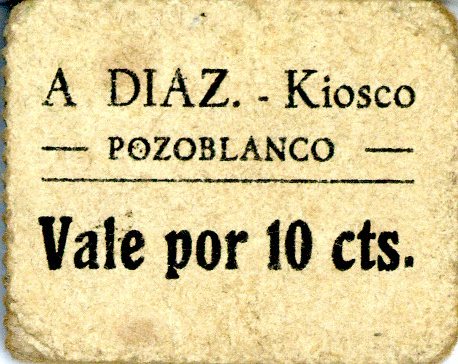 A DIAZ. - Kiosco
— POZOBLANCO —
Vale por 10 cts.